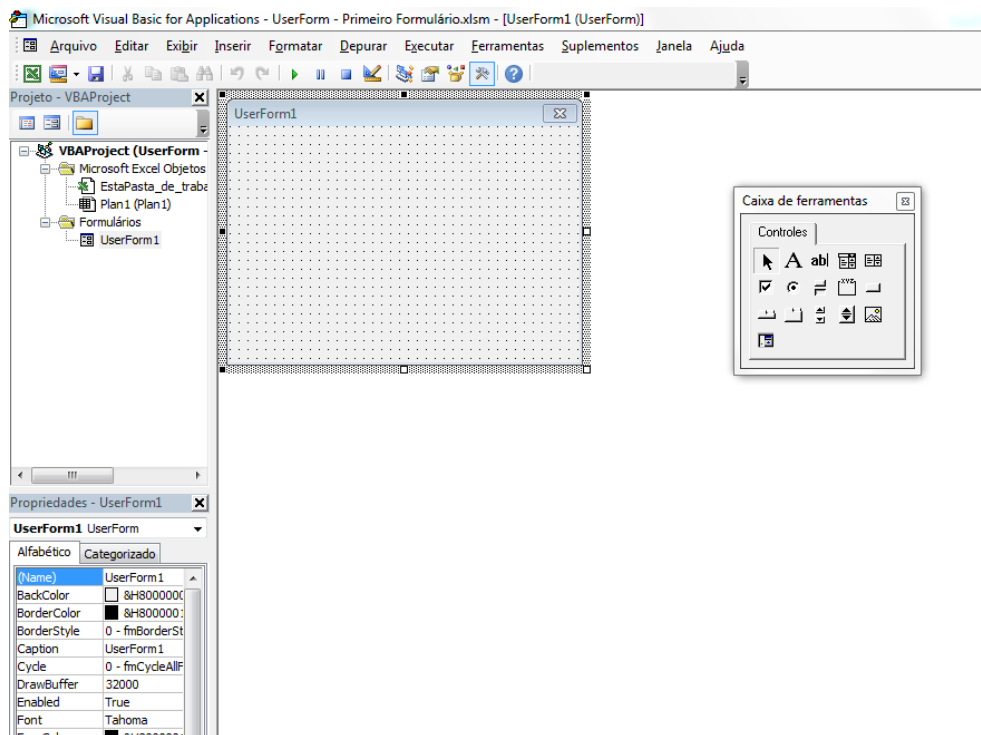 Microsoft Visual Basic for Applications - UserForm - Primeiro Formulário.xlsm - [UserForm1 (UserForm)]
Arquivo Editar Exibir Inserir Formatar Depurar Executar Ferramentas Suplementos Janela Ajuda
Projeto - VBAProject
VBAProject (UserForm -
Microsoft Excel Objetos
EstaPasta_de_traba
Plan1 (Plan1)
Formulários
UserForm1
UserForm1
Caixa de ferramentas
Controles
A abl
XYZ
Propriedades - UserForm1
UserForm1 UserForm
Alfabético Categorizado
(Name) UserForm1
BackColor &H8000000
BorderColor &H8000001
BorderStyle 0 - fmBorderSt
Caption UserForm1
Cycle 0 - fmCycleAllF
DrawBuffer 32000
Enabled True
Font Tahoma